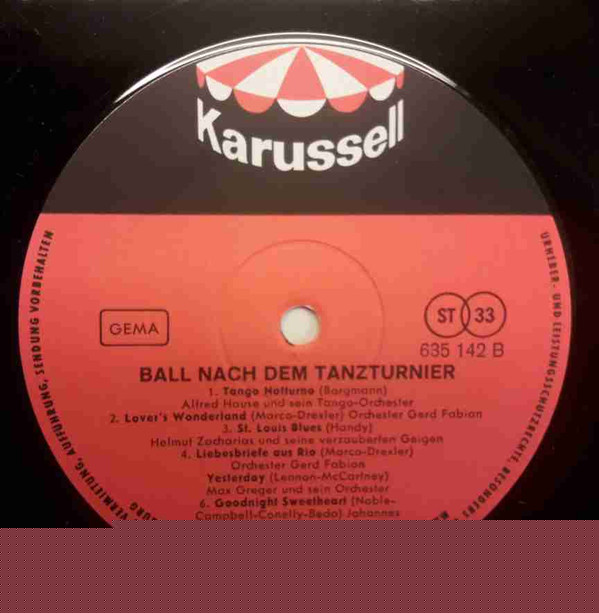 Karussell
GEMA
ST 33
635 142 B
BALL NACH DEM TANZTURNIER
1. Tango Notturno (Borgmann)
Alfred Hause und sein Tango-Orchester
2. Lover's Wonderland (Marco-Drexler) Orchester Gerd Fabian
3. St. Louis Blues (Handy)
Helmut Zacharias und seine verzauberten Geigen
4. Liebesbriefe aus Rio (Marco-Drexler)
Orchester Gerd Fabian
Yesterday (Lennon-McCartney)
Max Greger und sein Orchester
6. Goodnight Sweetheart (Noble-
Campbell-Conelly-Bedo) Johannes
VERMIETUNG, AUFFÜHRUNG, SENDUNG VORBEHALTEN
URHEBER- UND LEISTUNGSSCHUTZRECHTE, BESONDERS